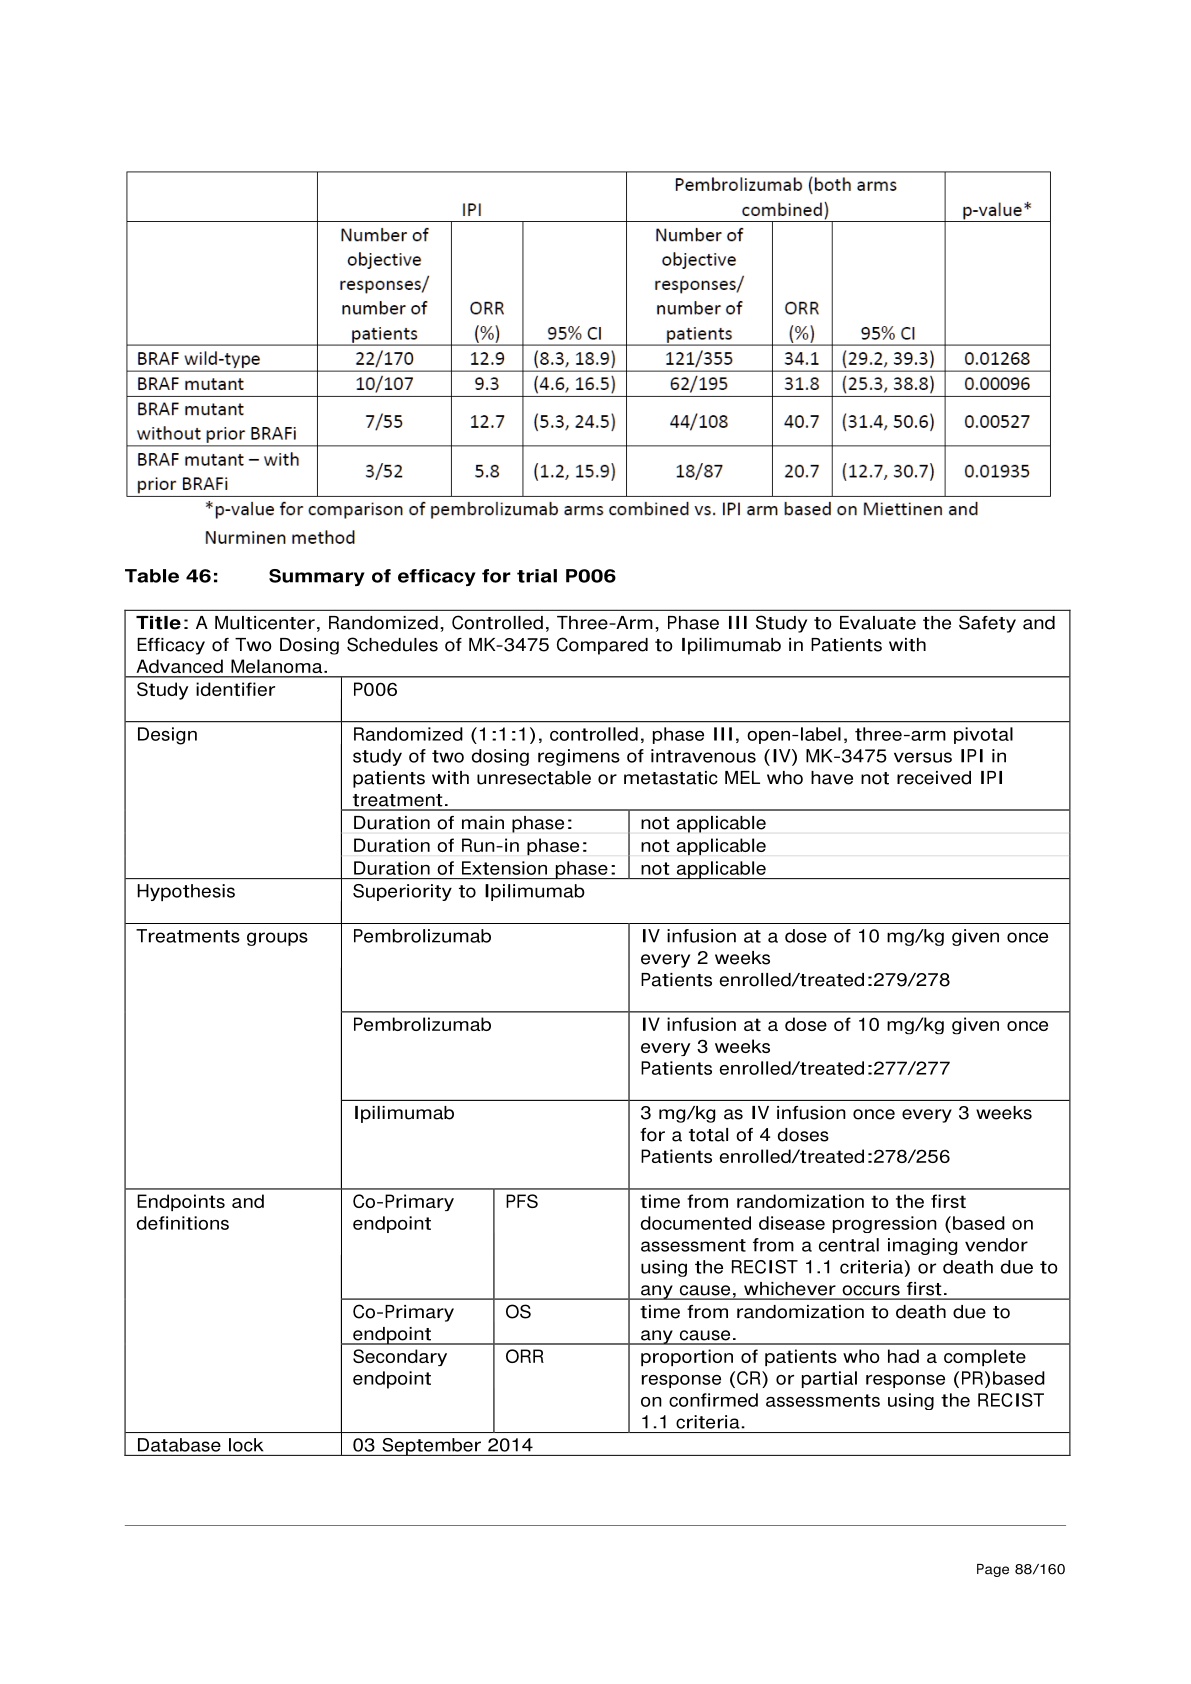 IPI
Pembrolizumab (both arms
combined)
p-value*
Number of
objective
responses/
number of
patients
ORR
(%)
95% CI
Number of
objective
responses/
number of
patients
ORR
(%)
95% CI
BRAF wild-type 22/170 12.9 (8.3, 18.9) 121/355 34.1 (29.2, 39.3) 0.01268
BRAF mutant 10/107 9.3 (4.6, 16.5) 62/195 31.8 (25.3, 38.8) 0.00096
BRAF mutant
without prior BRAFi 7/55 12.7 (5.3, 24.5) 44/108 40.7 (31.4, 50.6) 0.00527
BRAF mutant – with
prior BRAFi 3/52 5.8 (1.2, 15.9) 18/87 20.7 (12.7, 30.7) 0.01935
*p-value for comparison of pembrolizumab arms combined vs. IPI arm based on Miettinen and
Nurminen method
Table 46: Summary of efficacy for trial P006
Title: A Multicenter, Randomized, Controlled, Three-Arm, Phase III Study to Evaluate the Safety and
Efficacy of Two Dosing Schedules of MK-3475 Compared to Ipilimumab in Patients with
Advanced Melanoma.
Study identifier P006
Design
Randomized (1:1:1), controlled, phase III, open-label, three-arm pivotal
study of two dosing regimens of intravenous (IV) MK-3475 versus IPI in
patients with unresectable or metastatic MEL who have not received IPI
treatment.
Duration of main phase: not applicable
Duration of Run-in phase: not applicable
Duration of Extension phase: not applicable
Hypothesis Superiority to Ipilimumab
Treatments groups
Pembrolizumab
IV infusion at a dose of 10 mg/kg given once
every 2 weeks
Patients enrolled/treated:279/278
Pembrolizumab
IV infusion at a dose of 10 mg/kg given once
every 3 weeks
Patients enrolled/treated:277/277
Ipilimumab
3 mg/kg as IV infusion once every 3 weeks
for a total of 4 doses
Patients enrolled/treated:278/256
Endpoints and
definitions
Co-Primary
endpoint
PFS
time from randomization to the first
documented disease progression (based on
assessment from a central imaging vendor
using the RECIST 1.1 criteria) or death due to
any cause, whichever occurs first.
Co-Primary
endpoint
OS
time from randomization to death due to
any cause.
Secondary
endpoint
ORR
proportion of patients who had a complete
response (CR) or partial response (PR)based
on confirmed assessments using the RECIST
1.1 criteria.
Database lock 03 September 2014
Page 88/160